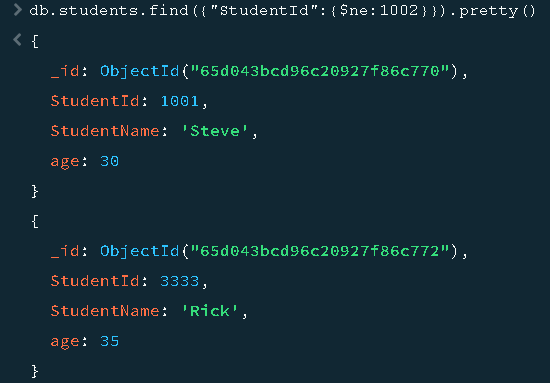 > db.students.find({"StudentId":{$ne:1002}}).pretty()
< {
_id: ObjectId("65d043bcd96c20927f86c770"),
StudentId: 1001,
StudentName: 'Steve',
age: 30
}
{
_id: ObjectId("65d043bcd96c20927f86c772"),
StudentId: 3333,
StudentName: 'Rick',
age: 35
}